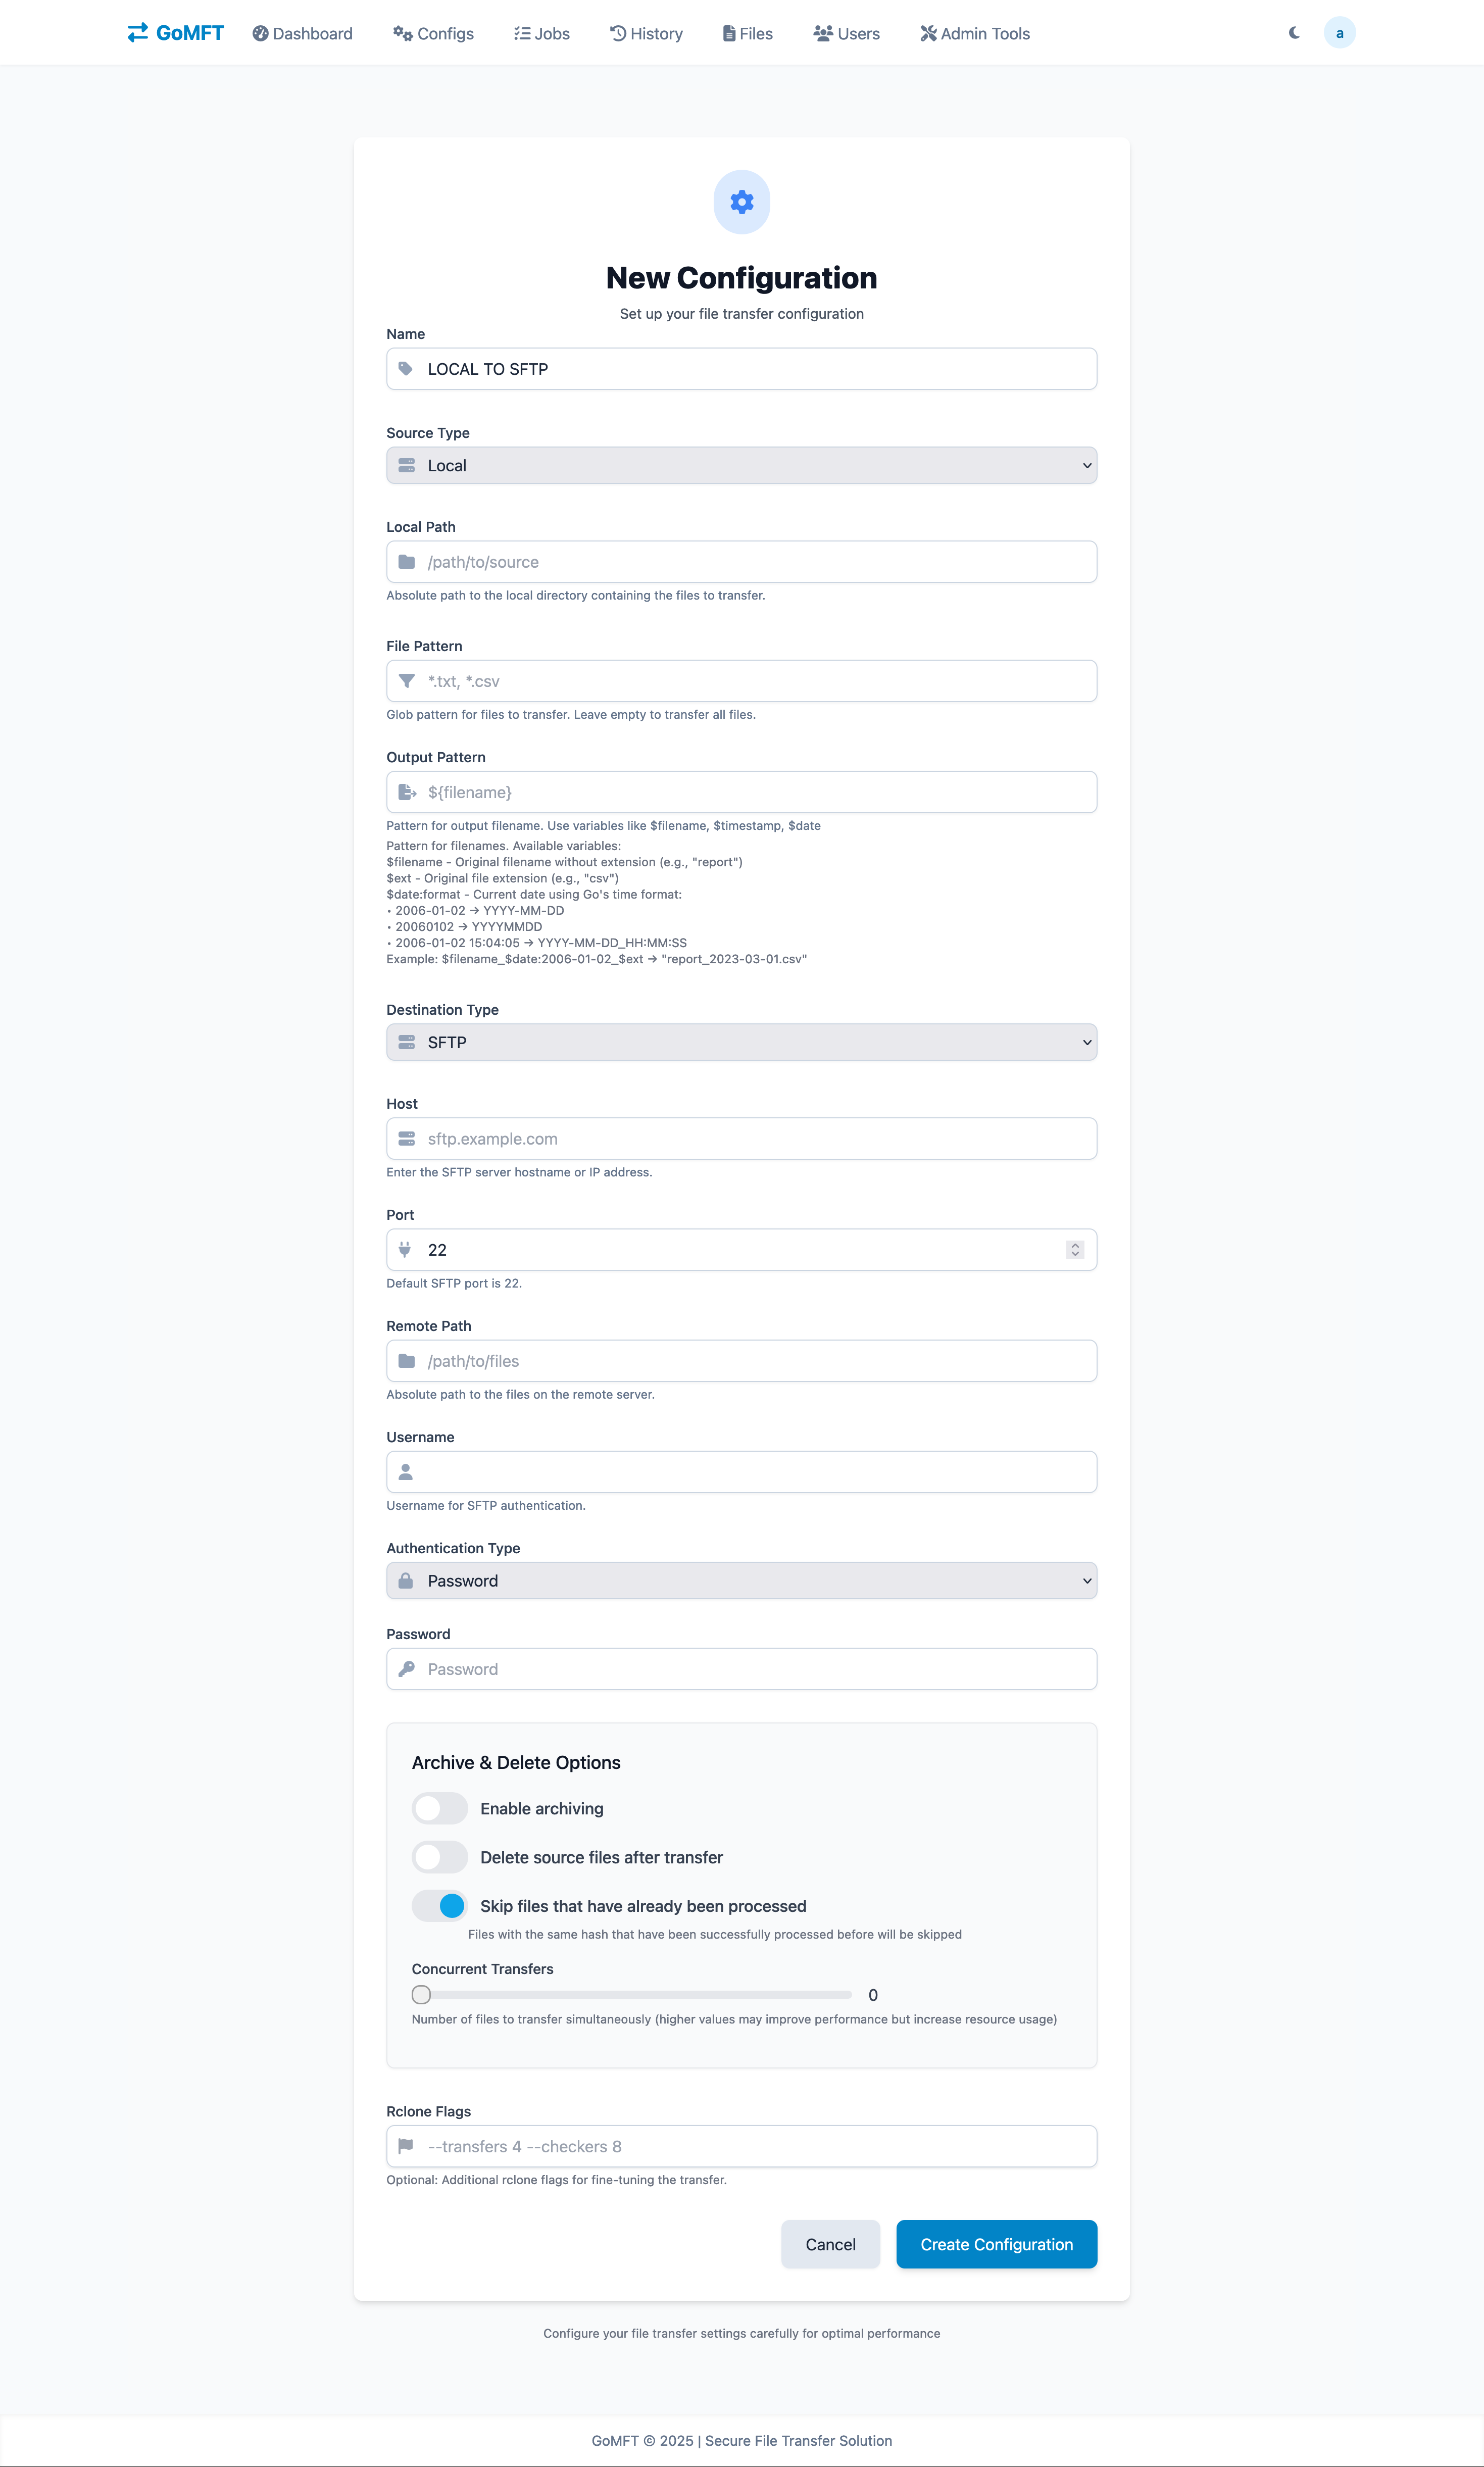 GoMFT
Dashboard
Configs
Jobs
History
Files
Users
Admin Tools
a
New Configuration
Set up your file transfer configuration
Name
LOCAL TO SFTP
Source Type
Local
Local Path
/path/to/source
Absolute path to the local directory containing the files to transfer.
File Pattern
*.txt, *.csv
Glob pattern for files to transfer. Leave empty to transfer all files.
Output Pattern
${filename}
Pattern for output filename. Use variables like $filename, $timestamp, $date
Pattern for filenames. Available variables:
$filename - Original filename without extension (e.g., "report")
$ext - Original file extension (e.g., "csv")
$date:format - Current date using Go's time format:
• 2006-01-02 → YYYY-MM-DD
• 20060102 → YYYYMMDD
• 2006-01-02 15:04:05 → YYYY-MM-DD_HH:MM:SS
Example: $filename_$date:2006-01-02_$ext → "report_2023-03-01.csv"
Destination Type
SFTP
Host
sftp.example.com
Enter the SFTP server hostname or IP address.
Port
22
Default SFTP port is 22.
Remote Path
/path/to/files
Absolute path to the files on the remote server.
Username
Username for SFTP authentication.
Authentication Type
Password
Password
Password
Archive & Delete Options
Enable archiving
Delete source files after transfer
Skip files that have already been processed
Files with the same hash that have been successfully processed before will be skipped
Concurrent Transfers
0
Number of files to transfer simultaneously (higher values may improve performance but increase resource usage)
Rclone Flags
--transfers 4 --checkers 8
Optional: Additional rclone flags for fine-tuning the transfer.
Cancel
Create Configuration
Configure your file transfer settings carefully for optimal performance
GoMFT © 2025 | Secure File Transfer Solution